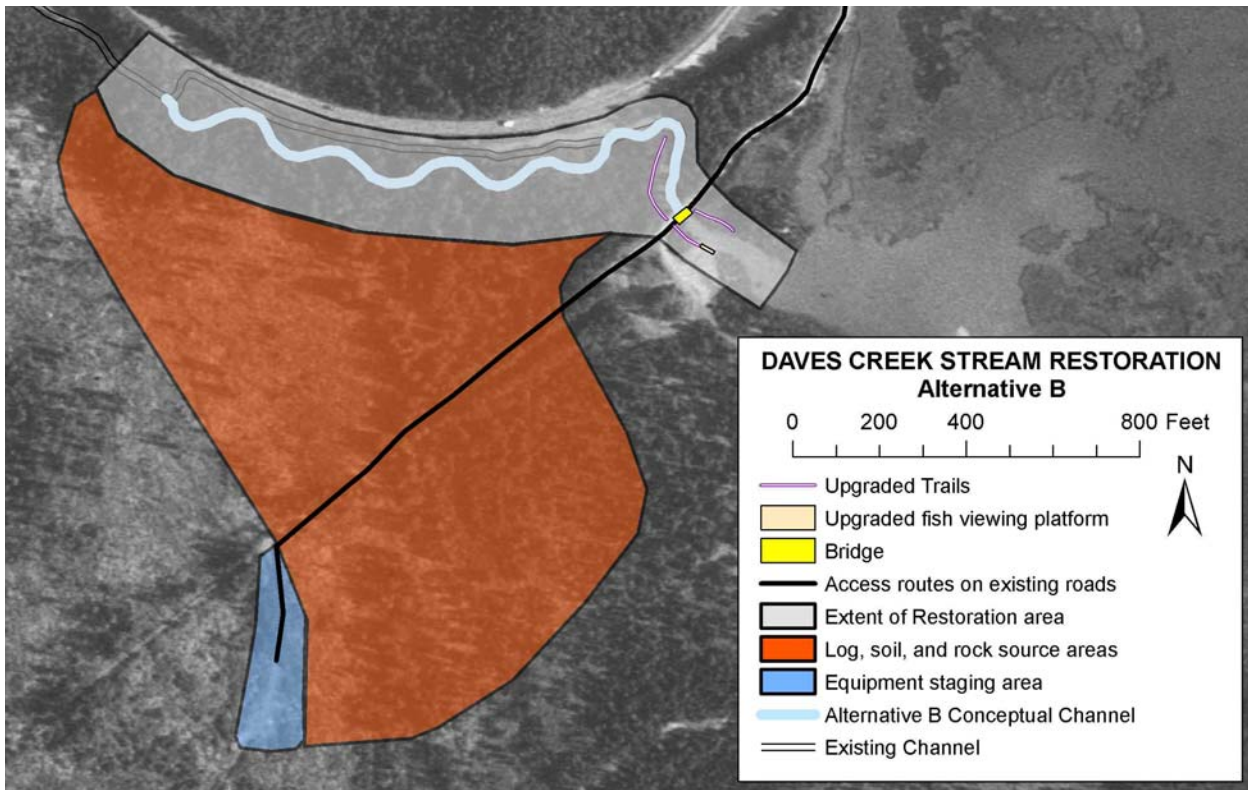 DAVES CREEK STREAM RESTORATION
Alternative B
0 200 400 800 Feet
N
Upgraded Trails
Upgraded fish viewing platform
Bridge
Access routes on existing roads
Extent of Restoration area
Log, soil, and rock source areas
Equipment staging area
Alternative B Conceptual Channel
Existing Channel